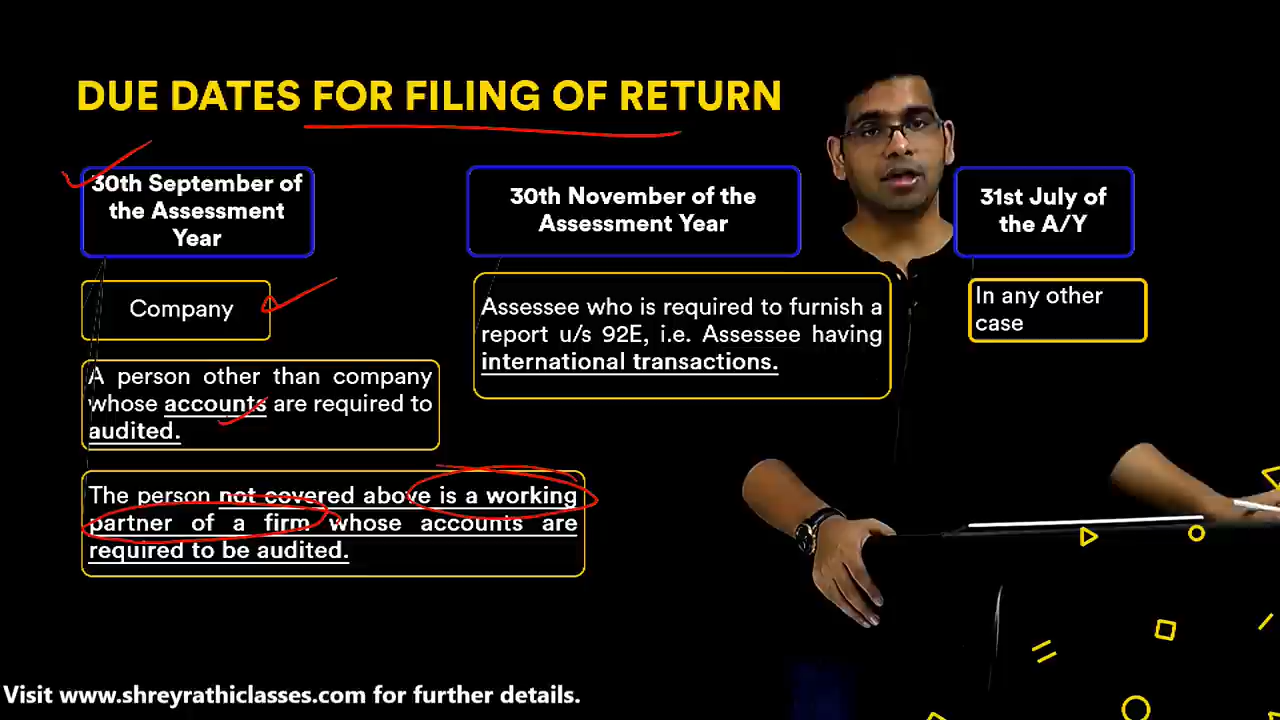 DUE DATES FOR FILING OF RETURN
30th September of
the Assessment
Year
Company
A person other than company
whose accounts are required to
audited.
The person not covered above is a working
partner of a firm whose accounts are
required to be audited.
30th November of the
Assessment Year
Assessee who is required to furnish a
report u/s 92E, i.e. Assessee having
international transactions.
31st July of
the A/Y
In any other
case
Visit www.shreyrathiclasses.com for further details.